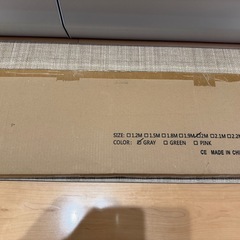 SIZE: □1.2M □1.5M □1.8M □1.9M ☑2M □2.1M □2.2M
COLOR: ☑GRAY □GREEN □PINK
CE MADE IN CHI